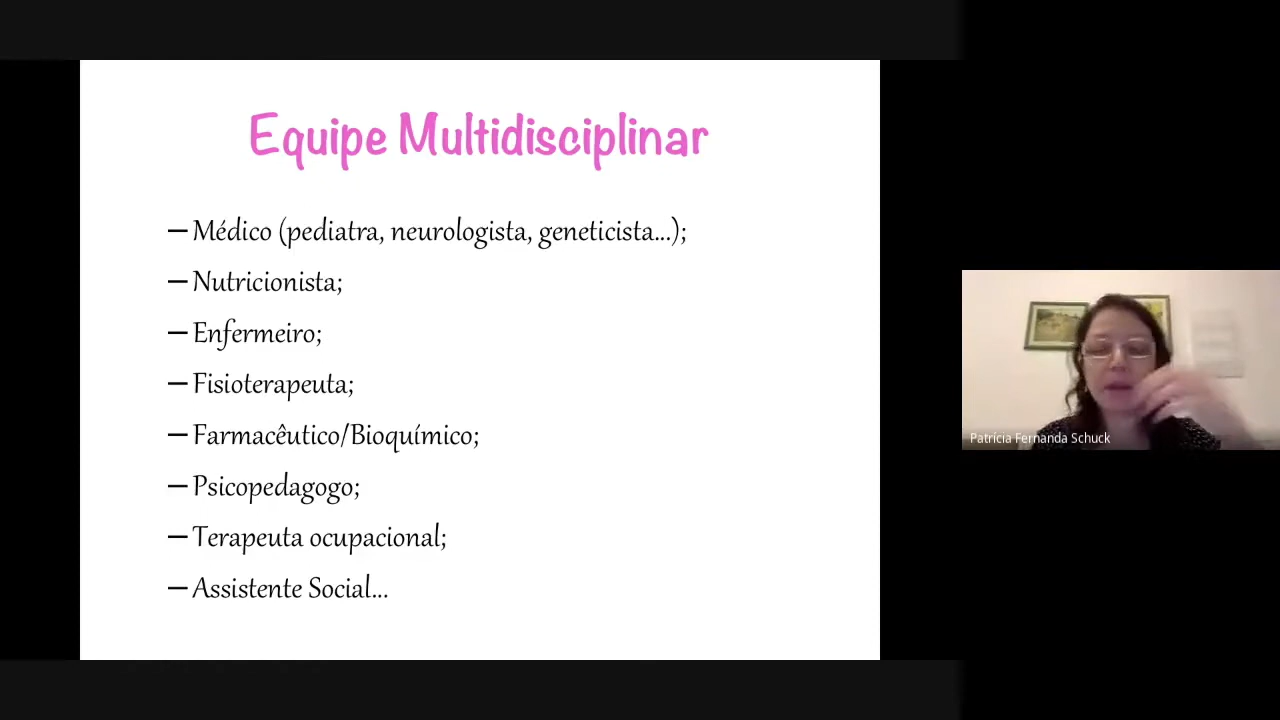 Equipe Multidisciplinar
– Médico (pediatra, neurologista, geneticista...);
– Nutricionista;
– Enfermeiro;
– Fisioterapeuta;
– Farmacêutico/Bioquímico;
– Psicopedagogo;
– Terapeuta ocupacional;
– Assistente Social...
Patrícia Fernanda Schuck